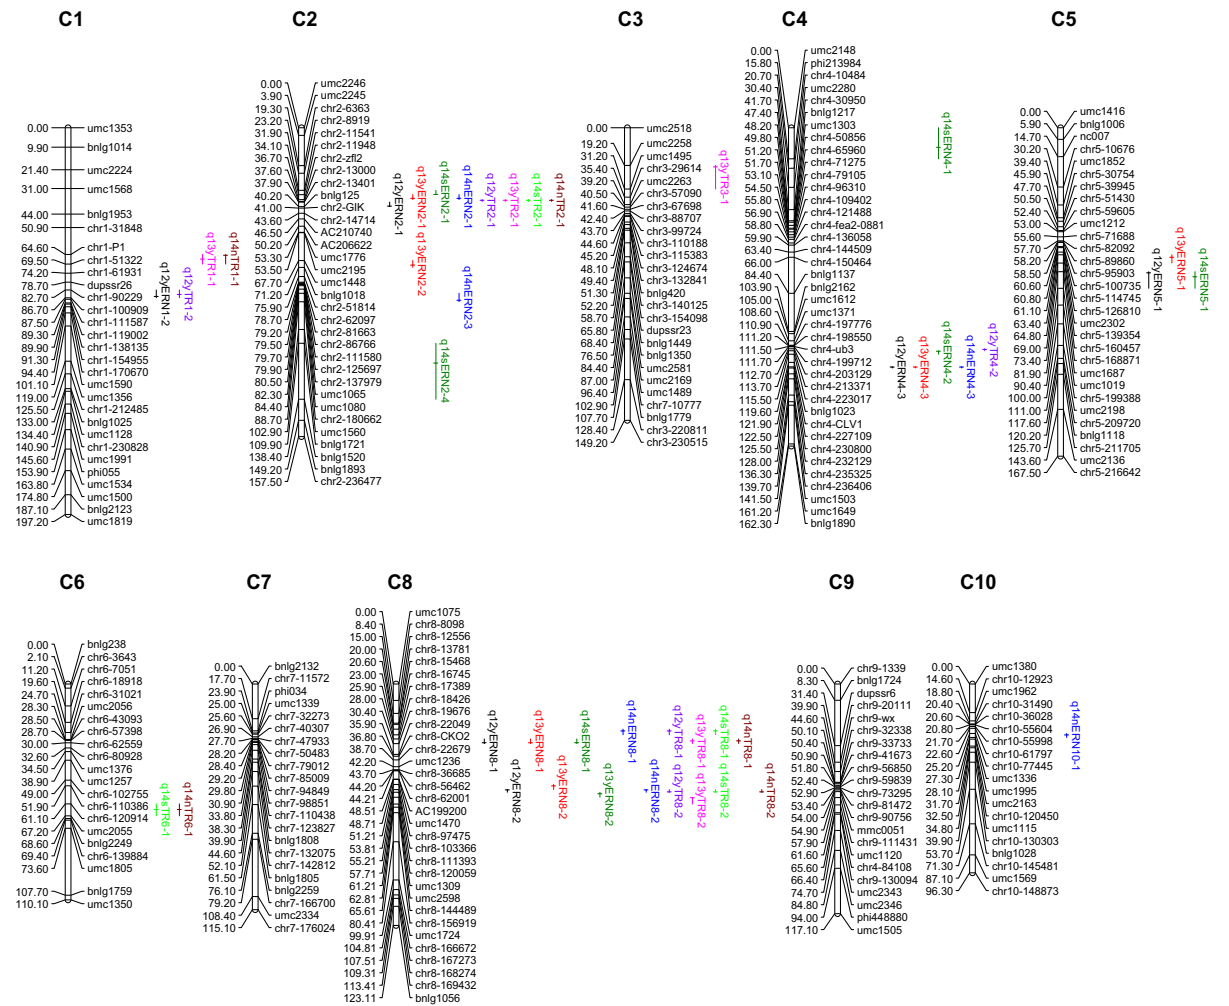 C1
0.00 umc1353
9.90 bnlg1014
21.40 umc2224
31.00 umc1568
44.00 bnlg1953
50.90 chr1-31848
64.60 chr1-P1
69.50 chr1-51322
74.20 chr1-61931
78.70 dupssr26
82.70 chr1-90229
86.70 chr1-100909
87.50 chr1-111587
89.30 chr1-119002
89.90 chr1-138135
91.30 chr1-154955
94.40 chr1-170670
101.10 umc1590
119.00 umc1356
125.50 chr1-212485
133.00 bnlg1025
134.40 umc1128
140.90 chr1-230828
145.60 umc1991
153.90 phi055
163.80 umc1534
174.80 umc1500
187.10 bnlg2123
197.20 umc1819
q12yERN1-2
q12yTR1-2
q13yTR1-1
q14nTR1-1
C2
0.00 umc2246
3.90 umc2245
19.30 chr2-6363
23.20 chr2-8919
31.90 chr2-11541
34.10 chr2-11948
36.70 chr2-zfl2
37.60 chr2-13000
37.90 chr2-13401
40.20 bnlg125
41.00 chr2-GIK
43.60 chr2-14714
46.50 AC210740
50.20 AC206622
53.30 umc1776
53.50 umc2195
67.70 umc1448
71.20 bnlg1018
75.90 chr2-51814
78.70 chr2-62097
79.20 chr2-81663
79.50 chr2-86766
79.70 chr2-111580
79.90 chr2-125697
80.50 chr2-137979
82.30 umc1065
84.40 umc1080
88.70 chr2-180662
102.90 umc1560
109.90 bnlg1721
138.40 bnlg1520
149.20 bnlg1893
157.50 chr2-236477
q12yERN2-1
q13yERN2-1
q13yERN2-2
q14sERN2-1
q14sERN2-4
q14nERN2-1
q14nERN2-3
q12yTR2-1
q13yTR2-1
q14sTR2-1
q14nTR2-1
C3
0.00 umc2518
19.20 umc2258
31.20 umc1495
35.40 chr3-29614
39.20 umc2263
40.50 chr3-57090
41.60 chr3-67698
42.40 chr3-88707
43.70 chr3-99724
44.60 chr3-110188
45.20 chr3-115383
48.10 chr3-124674
49.40 chr3-132841
51.30 bnlg420
52.20 chr3-140125
58.70 chr3-154098
65.80 dupssr23
68.40 bnlg1449
76.50 bnlg1350
84.40 umc2581
87.00 umc2169
96.40 umc1489
102.90 chr7-10777
107.70 bnlg1779
128.40 chr3-220811
149.20 chr3-230515
q13yTR3-1
C4
0.00 umc2148
15.80 phi213984
20.70 chr4-10484
30.40 umc2280
41.70 chr4-30950
47.40 bnlg1217
48.20 umc1303
49.80 chr4-50856
51.20 chr4-65960
51.70 chr4-71275
53.10 chr4-79105
54.50 chr4-96310
55.80 chr4-109402
56.90 chr4-121488
58.80 chr4-fea2-0881
59.90 chr4-136058
63.40 chr4-144509
66.00 chr4-150464
84.40 bnlg1137
103.90 bnlg2162
105.00 umc1612
108.60 umc1371
110.90 chr4-197776
111.20 chr4-198550
111.50 chr4-ub3
111.70 chr4-199712
112.70 chr4-203129
113.70 chr4-213371
115.50 chr4-223017
119.60 bnlg1023
121.90 chr4-CLV1
122.50 chr4-227109
125.50 chr4-230800
128.00 chr4-232129
136.30 chr4-235325
139.70 chr4-236406
141.50 umc1503
161.20 umc1649
162.30 bnlg1890
q12yERN4-3
q13yERN4-3
q14sERN4-1
q14sERN4-2
q14nERN4-3
q12yTR4-2
C5
0.00 umc1416
5.90 bnlg1006
14.70 nc007
30.20 chr5-10676
39.40 umc1852
45.90 chr5-30754
47.70 chr5-39945
50.50 chr5-51430
52.40 chr5-59605
53.00 umc1212
55.60 chr5-71688
57.70 chr5-82092
58.20 chr5-89860
58.50 chr5-95903
60.60 chr5-100735
60.80 chr5-114745
61.10 chr5-126810
63.40 umc2302
64.80 chr5-139354
69.00 chr5-160457
73.40 chr5-168871
81.90 umc1687
90.40 umc1019
100.00 chr5-199388
111.00 umc2198
117.60 chr5-209720
120.20 bnlg1118
125.70 chr5-211705
143.60 umc2136
167.50 chr5-216642
q12yERN5-1
q13yERN5-1
q14sERN5-1
C6
0.00 bnlg238
2.10 chr6-3643
11.20 chr6-7051
19.60 chr6-18918
24.70 chr6-31021
28.30 umc2056
28.50 chr6-43093
28.70 chr6-57398
30.00 chr6-62559
32.60 chr6-80928
34.50 umc1376
38.90 umc1257
49.00 chr6-102755
51.90 chr6-110386
61.10 chr6-120914
67.20 umc2055
68.60 bnlg2249
69.40 chr6-139884
73.60 umc1805
107.70 bnlg1759
110.10 umc1350
q14sTR6-1
q14nTR6-1
C7
0.00 bnlg2132
17.70 chr7-11572
23.90 phi034
25.00 umc1339
25.60 chr7-32273
26.90 chr7-40307
27.70 chr7-47933
28.20 chr7-50483
28.40 chr7-79012
29.20 chr7-85009
29.80 chr7-94849
30.90 chr7-98851
33.80 chr7-110438
38.30 chr7-123827
39.90 bnlg1808
44.60 chr7-132075
52.10 chr7-142812
61.50 bnlg1805
76.10 bnlg2259
79.20 chr7-166700
108.40 umc2334
115.10 chr7-176024
C8
0.00 umc1075
8.40 chr8-8098
15.00 chr8-12556
20.00 chr8-13781
20.60 chr8-15468
23.00 chr8-16745
25.90 chr8-17389
28.00 chr8-18426
30.40 chr8-19676
35.90 chr8-22049
36.80 chr8-CKO2
38.70 chr8-22679
42.20 umc1236
43.70 chr8-36685
44.20 chr8-56462
44.21 chr8-62001
48.51 AC199200
48.71 umc1470
51.21 chr8-97475
53.81 chr8-103366
55.21 chr8-111393
57.71 chr8-120059
61.21 umc1309
62.81 umc2598
65.61 chr8-144489
80.41 chr8-156919
99.91 umc1724
104.81 chr8-166672
107.51 chr8-167273
109.31 chr8-168274
113.41 chr8-169432
123.11 bnlg1056
q12yERN8-1
q12yERN8-2
q13yERN8-1
q13yERN8-2
q14sERN8-1
q13yERN8-2
q14nERN8-1
q14nERN8-2
q12yTR8-1
q12yTR8-2
q13yTR8-1
q13yTR8-2
q14sTR8-1
q14sTR8-2
q14nTR8-1
q14nTR8-2
C9
0.00 chr9-1339
8.30 bnlg1724
31.40 dupssr6
39.90 chr9-20111
44.60 chr9-wx
50.10 chr9-32338
50.40 chr9-33733
50.90 chr9-41673
51.80 chr9-56850
52.40 chr9-59839
52.90 chr9-73295
53.40 chr9-81472
54.00 chr9-90756
54.90 mmc0051
57.90 chr9-111431
61.60 umc1120
65.60 chr4-84108
66.40 chr9-130094
74.70 umc2343
84.80 umc2346
94.00 phi448880
117.10 umc1505
C10
0.00 umc1380
14.60 chr10-12923
18.80 umc1962
20.40 chr10-31490
20.60 chr10-36028
20.80 chr10-55604
21.70 chr10-55998
22.60 chr10-61797
25.20 chr10-77445
27.30 umc1336
28.10 umc1995
31.70 umc2163
32.50 chr10-120450
34.80 umc1115
39.90 chr10-130303
53.70 bnlg1028
71.30 chr10-145481
87.10 umc1569
96.30 chr10-148873
q14nERN10-1